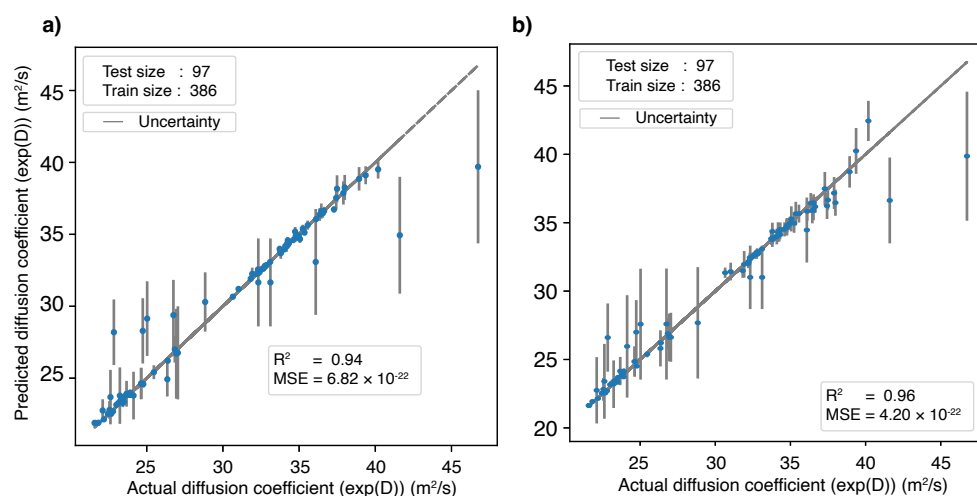 a)
Predicted diffusion coefficient (exp(D)) (m²/s)
45
40
35
30
25
Test size : 97
Train size : 386
Uncertainty
R² = 0.94
MSE = 6.82 × 10⁻²²
25 30 35 40 45
Actual diffusion coefficient (exp(D)) (m²/s)
b)
45
40
35
30
25
20
Test size : 97
Train size : 386
Uncertainty
R² = 0.96
MSE = 4.20 × 10⁻²²
25 30 35 40 45
Actual diffusion coefficient (exp(D)) (m²/s)